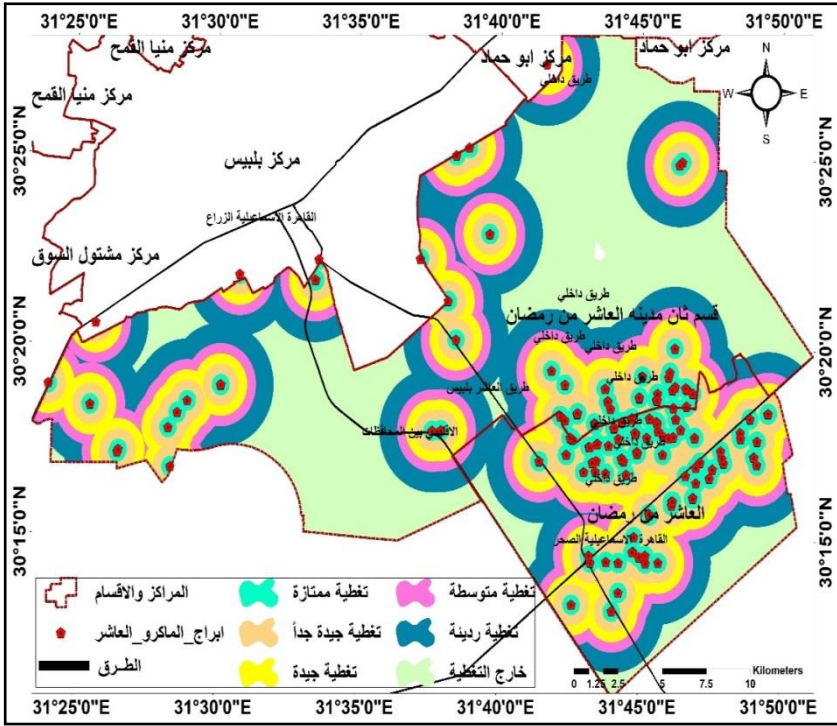 31°25'0"E 31°30'0"E 31°35'0"E 31°40'0"E 31°45'0"E 31°50'0"E
مركز منيا القمح
مركز ابو حماد
مركز ابو حماد
N
W E
S
طريق داخلي
مركز منيا القمح
30°25'0"N
30°25'0"N
مركز بلبيس
القاهرة الاسماعيلية الزراع
مركز مشتول السوق
طريق داخلي
قسم ثان مدينه العاشر من رمضان
30°20'0"N
30°20'0"N
طريق داخلي
طريق داخلي
طريق داخلي
طريق العاشر بلبيس
طريق داخلي
الاقليمي بين المحافظات
طريق داخلي
طريق داخلي
30°15'0"N
30°15'0"N
العاشر من رمضان
القاهرة الاسماعيلية الصحر
المراكز والاقسام
تغطية ممتازة
تغطية متوسطة
ابراج_الماكرو_العاشر
تغطية جيدة جداً
تغطية رديئة
الطرق
تغطية جيدة
خارج التغطية
Kilometers
0 1.25 2.5 5 7.5 10
31°25'0"E 31°30'0"E 31°35'0"E 31°40'0"E 31°45'0"E 31°50'0"E